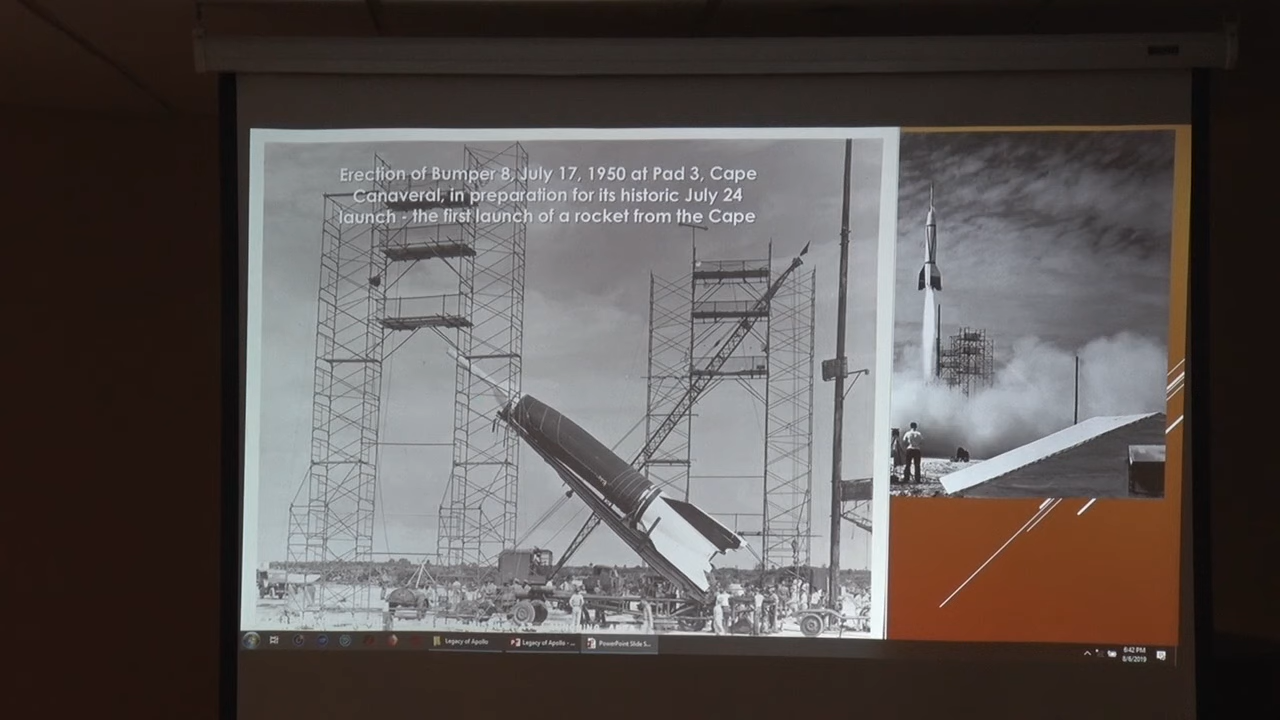 Erection of Bumper 8, July 17, 1950 at Pad 3, Cape
Canaveral, in preparation for its historic July 24
launch - the first launch of a rocket from the Cape
Legacy of Apollo
Legacy of Apollo - ...
PowerPoint Slide S...
8:42 PM
8/6/2019